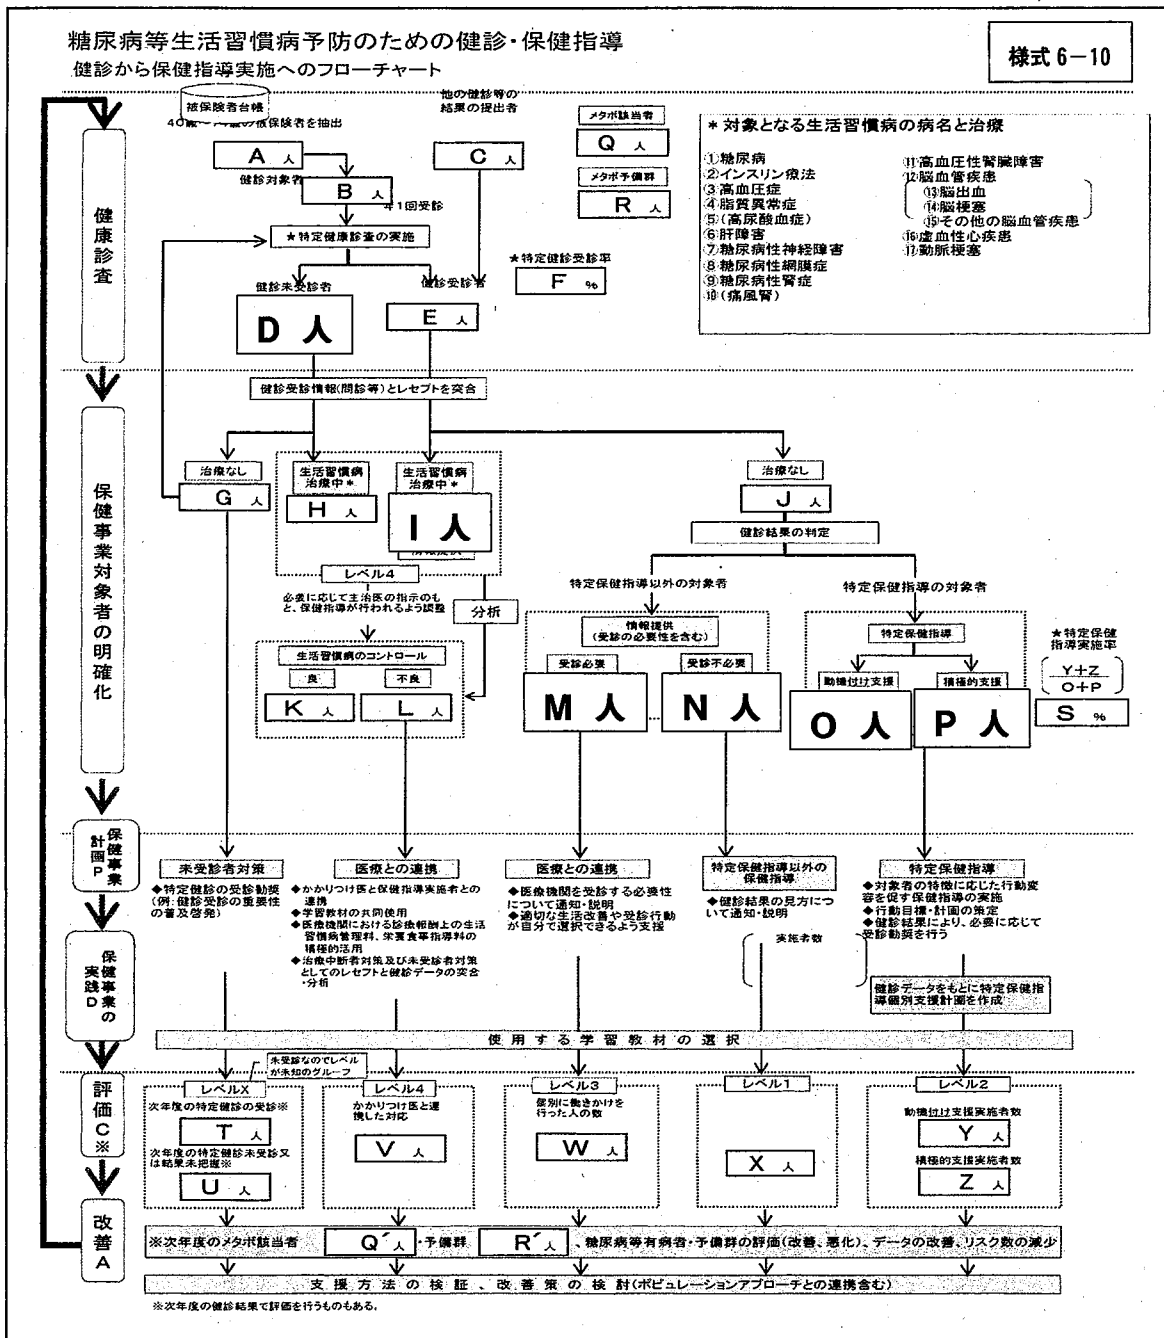 糖尿病等生活習慣病予防のための健診・保健指導
健診から保健指導実施へのフローチャート
様式6-10
被保険者台帳
の被保険者を抽出
他の健診等の
結果の提出者
メタボ該当者
Q 人
メタボ予備群
R 人
A 人
健診対象者
B 人
C 人
年1回受診
★特定健康診査の実施
★特定健診受診率
F %
健診未受診者
D 人
健診受診者
E 人
*対象となる生活習慣病の病名と治療
①糖尿病
②インスリン療法
③高血圧症
④脂質異常症
⑤(高尿酸血症)
⑥肝障害
⑦糖尿病性神経障害
⑧糖尿病性網膜症
⑨糖尿病性腎症
⑩(痛風腎)
⑪高血圧性腎臓障害
⑫脳血管疾患
⑬脳出血
⑭脳梗塞
⑮その他の脳血管疾患
⑯虚血性心疾患
⑰動脈梗塞
健康診査
健診受診情報(問診等)とレセプトを突合
保健事業対象者の明確化
治療なし
G 人
生活習慣病
治療中*
H 人
生活習慣病
治療中*
I 人
情報提供
レベル4
必要に応じて主治医の指示のも
と、保健指導が行われるよう調整
分析
生活習慣病のコントロール
良
不良
K 人
L 人
治療なし
J 人
健診結果の判定
特定保健指導以外の対象者
特定保健指導の対象者
情報提供
(受診の必要性を含む)
受診必要
受診不必要
M 人
N 人
特定保健指導
動機付け支援
積極的支援
O 人
P 人
★特定保健
指導実施率
Y+Z
O+P
S %
保健事業
計画P
未受診者対策
◆特定健診の受診勧奨
(例:健診受診の重要性
の普及啓発)
医療との連携
◆かかりつけ医と保健指導実施者との
連携
◆学習教材の共同使用
◆医療機関における診療報酬上の生活
習慣病管理料、栄養食事指導料の
積極的活用
◆治療中断者対策及び未受診者対策
としてのレセプトと健診データの突合
・分析
医療との連携
◆医療機関を受診する必要性
について通知・説明
◆適切な生活改善や受診行動
が自分で選択できるよう支援
特定保健指導以外の
保健指導
◆健診結果の見方につ
いて通知・説明
実施者数
特定保健指導
◆対象者の特徴に応じた行動変
容を促す保健指導の実施
◆行動目標・計画の策定
◆健診結果により、必要に応じて
受診勧奨を行う
健診データをもとに特定保健指
導個別支援計画を作成
保健事業の
実践D
使用する学習教材の選択
未受診なのでレベル
が未知のグループ
評価C※
レベルX
次年度の特定健診の受診※
T 人
次年度の特定健診未受診又
は結果未把握※
U 人
レベル4
かかりつけ医と連
携した対応
V 人
レベル3
個別に働きかけを
行った人の数
W 人
レベル1
X 人
レベル2
動機付け支援実施者数
Y 人
積極的支援実施者数
Z 人
改善A
※次年度のメタボ該当者 Q´人・予備群 R´人、糖尿病等有病者・予備群の評価(改善、悪化)、データの改善、リスク数の減少
支援方法の検証、改善策の検討(ポピュレーションアプローチとの連携含む)
※次年度の健診結果で評価を行うものもある。